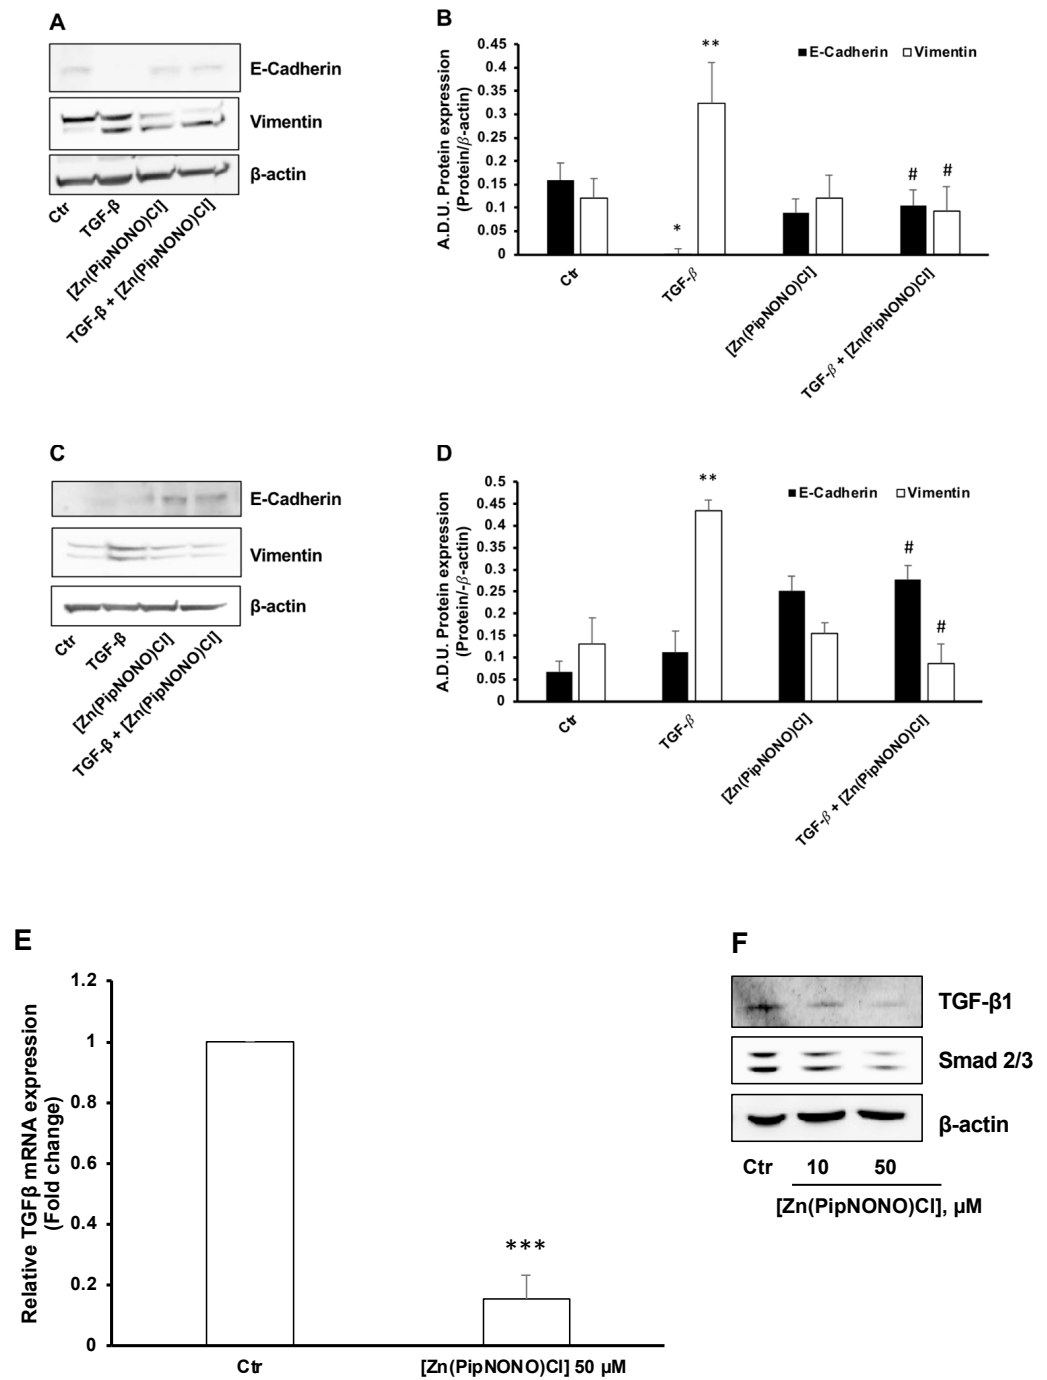 A
E-Cadherin
Vimentin
β-actin
Ctr
TGF-β
[Zn(PipNONO)Cl]
TGF-β + [Zn(PipNONO)Cl]
B
A.D.U. Protein expression
(Protein/β-actin)
0.45
0.4
0.35
0.3
0.25
0.2
0.15
0.1
0.05
0
E-Cadherin Vimentin
*
**
# #
Ctr
TGF-β
[Zn(PipNONO)Cl]
TGF-β + [Zn(PipNONO)Cl]
C
E-Cadherin
Vimentin
β-actin
Ctr
TGF-β
[Zn(PipNONO)Cl]
TGF-β + [Zn(PipNONO)Cl]
D
A.D.U. Protein expression
(Protein/-β-actin)
0.5
0.45
0.4
0.35
0.3
0.25
0.2
0.15
0.1
0.05
0
E-Cadherin Vimentin
**
#
#
Ctr
TGF-β
[Zn(PipNONO)Cl]
TGF-β + [Zn(PipNONO)Cl]
E
Relative TGFβ mRNA expression
(Fold change)
1.2
1
0.8
0.6
0.4
0.2
0
***
Ctr [Zn(PipNONO)Cl] 50 µM
F
TGF-β1
Smad 2/3
β-actin
Ctr 10 50
[Zn(PipNONO)Cl], µM